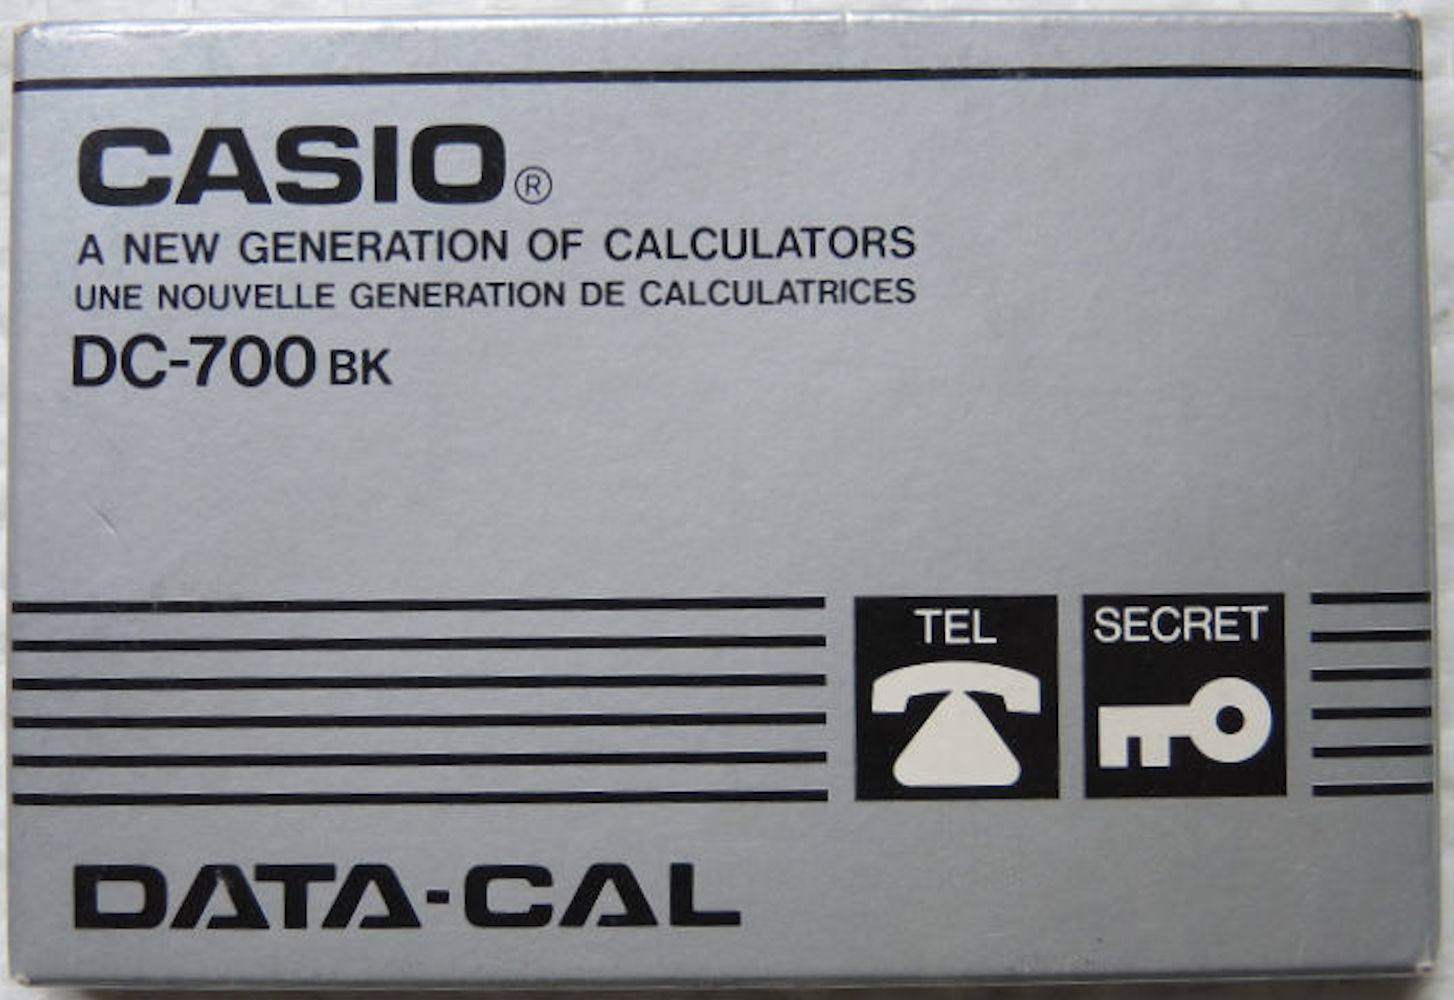 CASIO®
A NEW GENERATION OF CALCULATORS
UNE NOUVELLE GENERATION DE CALCULATRICES
DC-700 BK
TEL SECRET
DATA-CAL